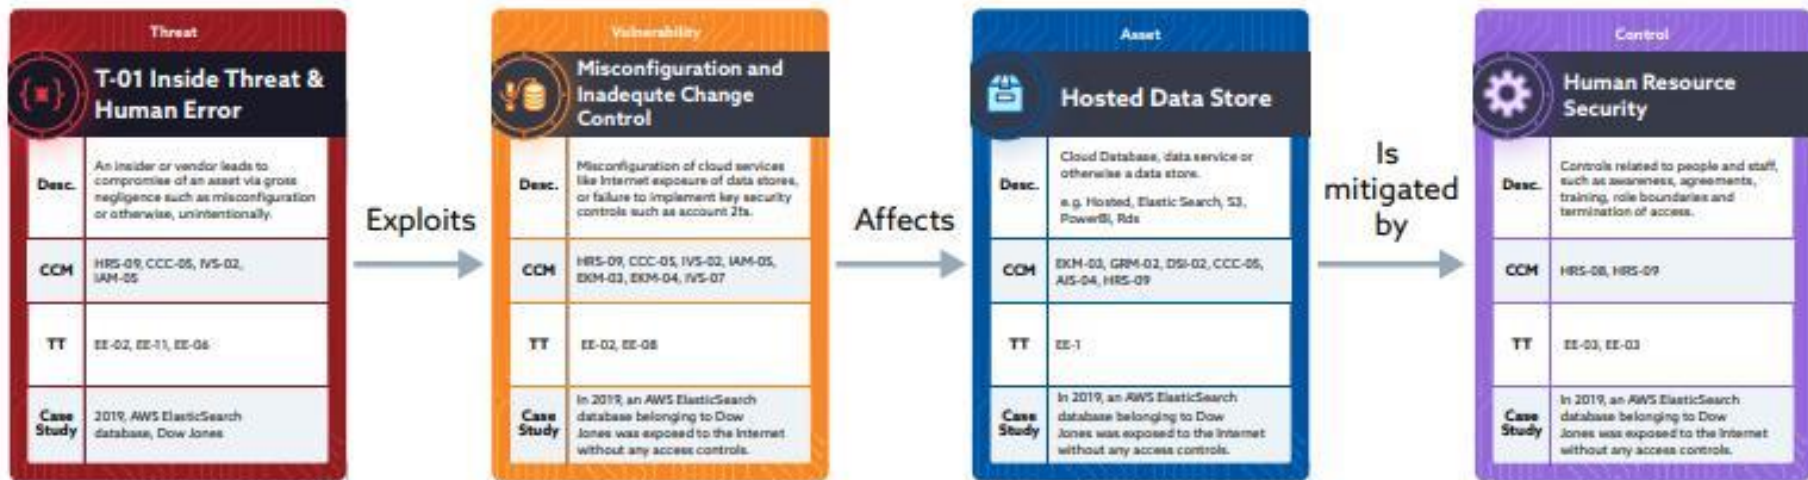 Threat
T-01 Inside Threat &
Human Error
Desc.
An insider or vendor leads to
compromise of an asset via gross
negligence such as misconfiguration
or otherwise, unintentionally.
CCM
HRS-09, CCC-05, IVS-02,
IAM-05
TT
EE-02, EE-11, EE-06
Case
Study
2019, AWS ElasticSearch
database, Dow Jones
Exploits
Vulnerability
Misconfiguration and
Inadequte Change
Control
Desc.
Misconfiguration of cloud services
like Internet exposure of data stores,
or failure to implement key security
controls such as account 2fa.
CCM
HRS-09, CCC-05, IVS-02, IAM-05,
EKM-03, EKM-04, IVS-07
TT
EE-02, EE-08
Case
Study
In 2019, an AWS ElasticSearch
database belonging to Dow
Jones was exposed to the Internet
without any access controls.
Affects
Asset
Hosted Data Store
Desc.
Cloud Database, data service or
otherwise a data store.
e.g. Hosted, Elastic Search, S3,
PowerBI, Rds
CCM
EKM-03, GRM-02, DSI-02, CCC-05,
AIS-04, HRS-09
TT
EE-1
Case
Study
In 2019, an AWS ElasticSearch
database belonging to Dow
Jones was exposed to the Internet
without any access controls.
Is
mitigated
by
Control
Human Resource
Security
Desc.
Controls related to people and staff,
such as awareness, agreements,
training, role boundaries and
termination of access.
CCM
HRS-08, HRS-09
TT
EE-03, EE-03
Case
Study
In 2019, an AWS ElasticSearch
database belonging to Dow
Jones was exposed to the Internet
without any access controls.